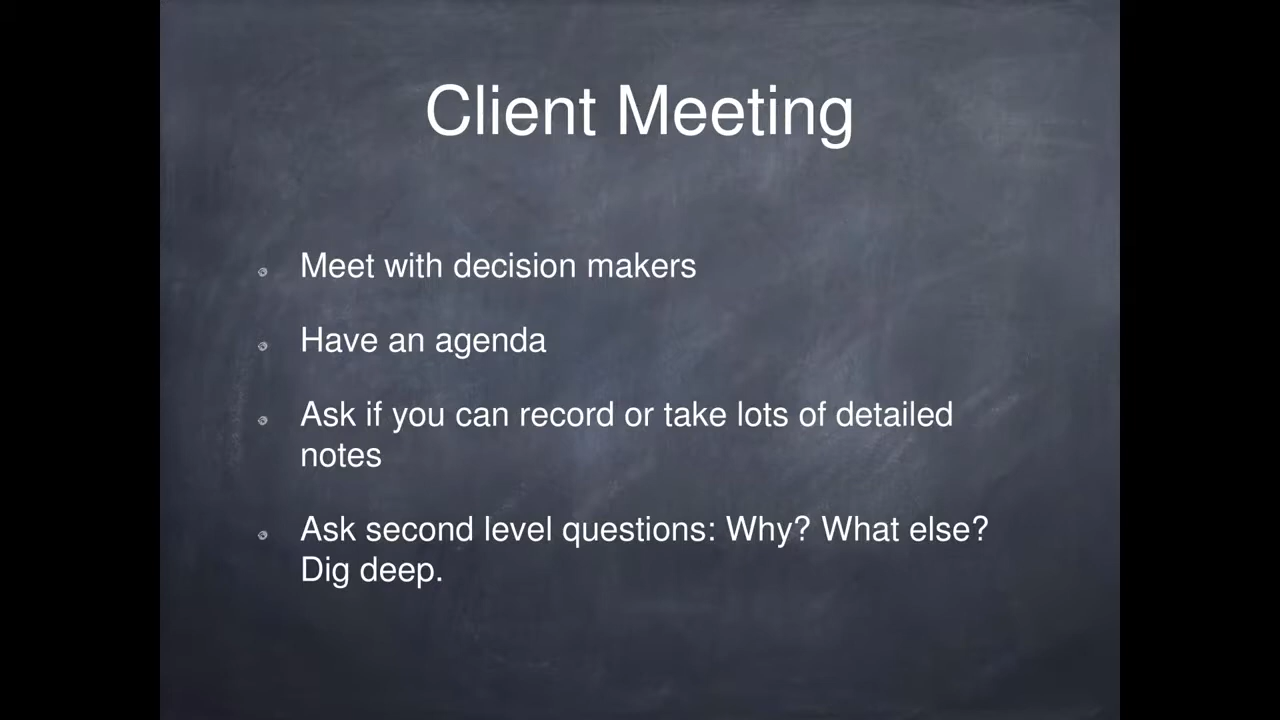 Client Meeting
Meet with decision makers
Have an agenda
Ask if you can record or take lots of detailed
notes
Ask second level questions: Why? What else?
Dig deep.